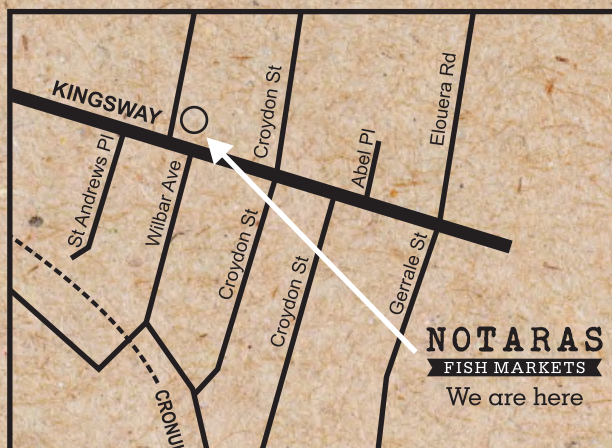 KINGSWAY
Croydon St
Elouera Rd
St Andrews Pl
Wilbar Ave
Abel Pl
Croydon St
Croydon St
Gerrale St
NOTARAS
FISH MARKETS
We are here
CRONU